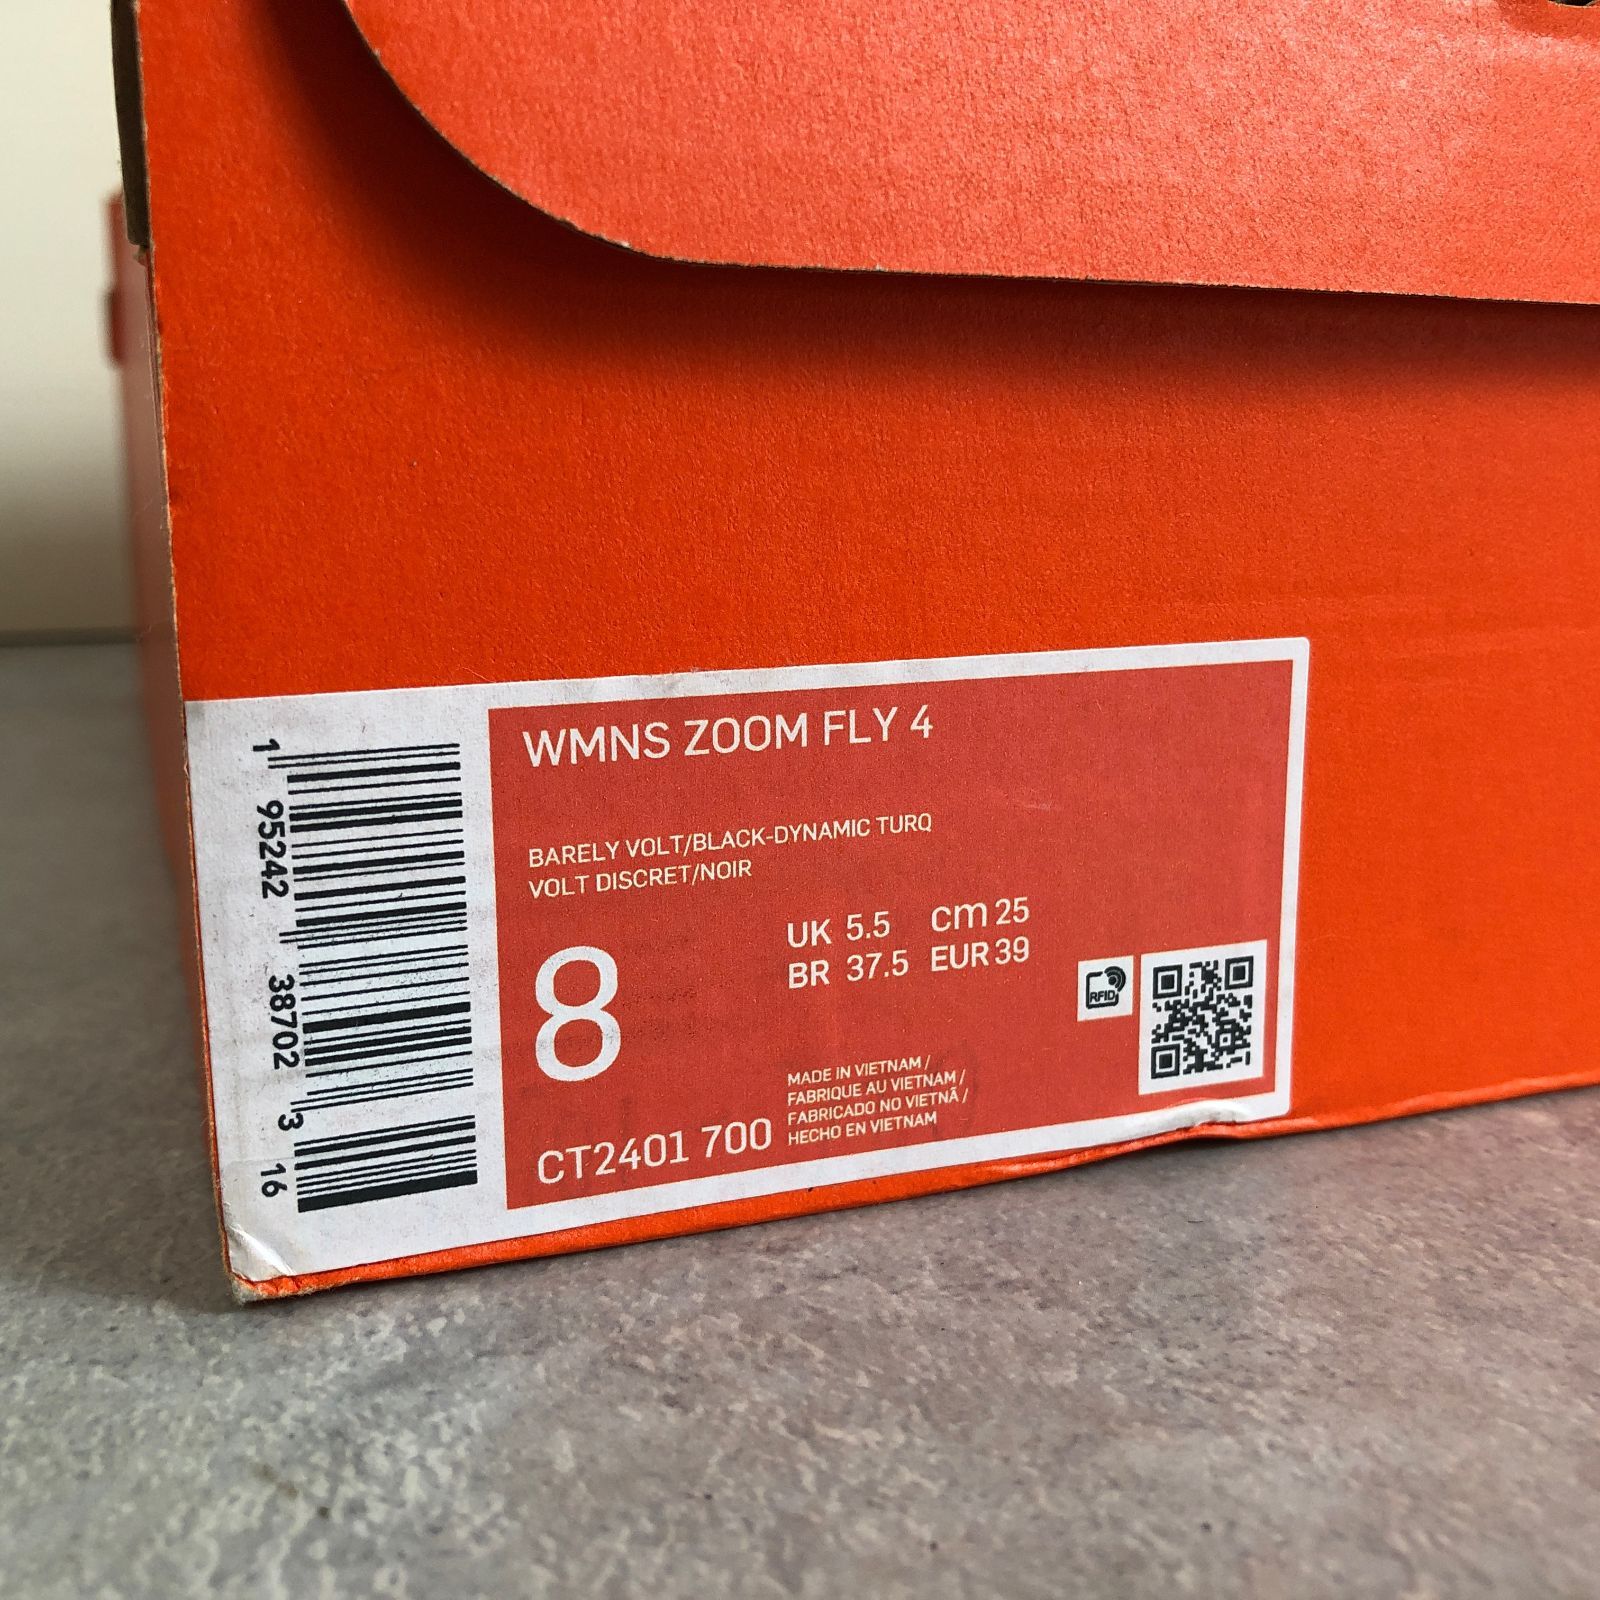 WMNS ZOOM FLY 4
BARELY VOLT/BLACK-DYNAMIC TURQ
VOLT DISCRET/NOIR
8
UK 5.5 cm 25
BR 37.5 EUR 39
RFID
MADE IN VIETNAM /
FABRIQUE AU VIETNAM /
FABRICADO NO VIETNÃ /
HECHO EN VIETNAM
CT2401 700
1 95242 38702 3 16